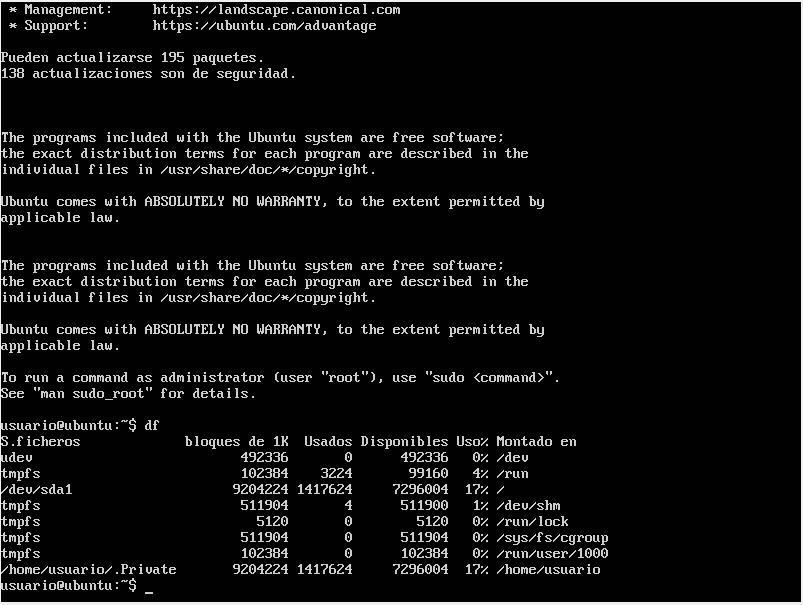 * Management:     https://landscape.canonical.com
 * Support:        https://ubuntu.com/advantage
Pueden actualizarse 195 paquetes.
138 actualizaciones son de seguridad.
The programs included with the Ubuntu system are free software;
the exact distribution terms for each program are described in the
individual files in /usr/share/doc/*/copyright.
Ubuntu comes with ABSOLUTELY NO WARRANTY, to the extent permitted by
applicable law.
The programs included with the Ubuntu system are free software;
the exact distribution terms for each program are described in the
individual files in /usr/share/doc/*/copyright.
Ubuntu comes with ABSOLUTELY NO WARRANTY, to the extent permitted by
applicable law.
To run a command as administrator (user "root"), use "sudo <command>".
See "man sudo_root" for details.
usuario@ubuntu:~$ df
S.ficheros             bloques de 1K  Usados Disponibles Uso% Montado en
udev                          492336       0      492336   0% /dev
tmpfs                         102384    3224       99160   4% /run
/dev/sda1                    9204224 1417624     7296004  17% /
tmpfs                         511904       4      511900   1% /dev/shm
tmpfs                           5120       0        5120   0% /run/lock
tmpfs                         511904       0      511904   0% /sys/fs/cgroup
tmpfs                         102384       0      102384   0% /run/user/1000
/home/usuario/.Private       9204224 1417624     7296004  17% /home/usuario
usuario@ubuntu:~$ _